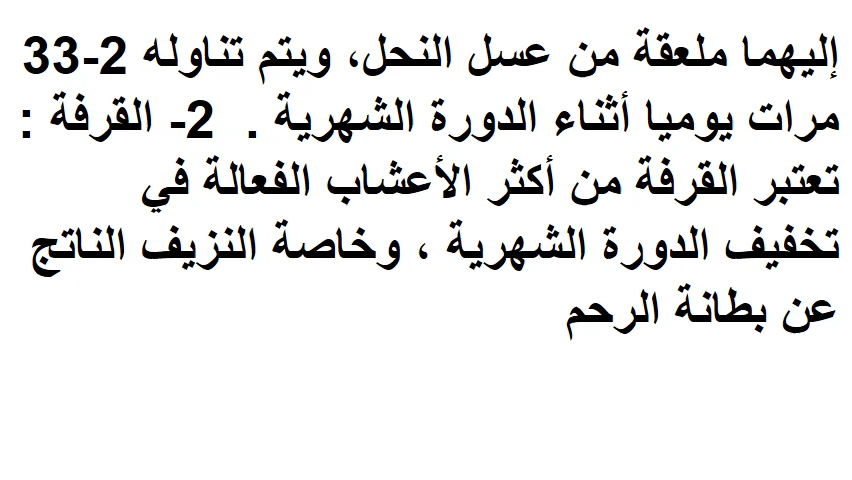 إليهما ملعقة من عسل النحل، ويتم تناوله 2-33
مرات يوميا أثناء الدورة الشهرية . 2- القرفة :
تعتبر القرفة من أكثر الأعشاب الفعالة في
تخفيف الدورة الشهرية ، وخاصة النزيف الناتج
عن بطانة الرحم